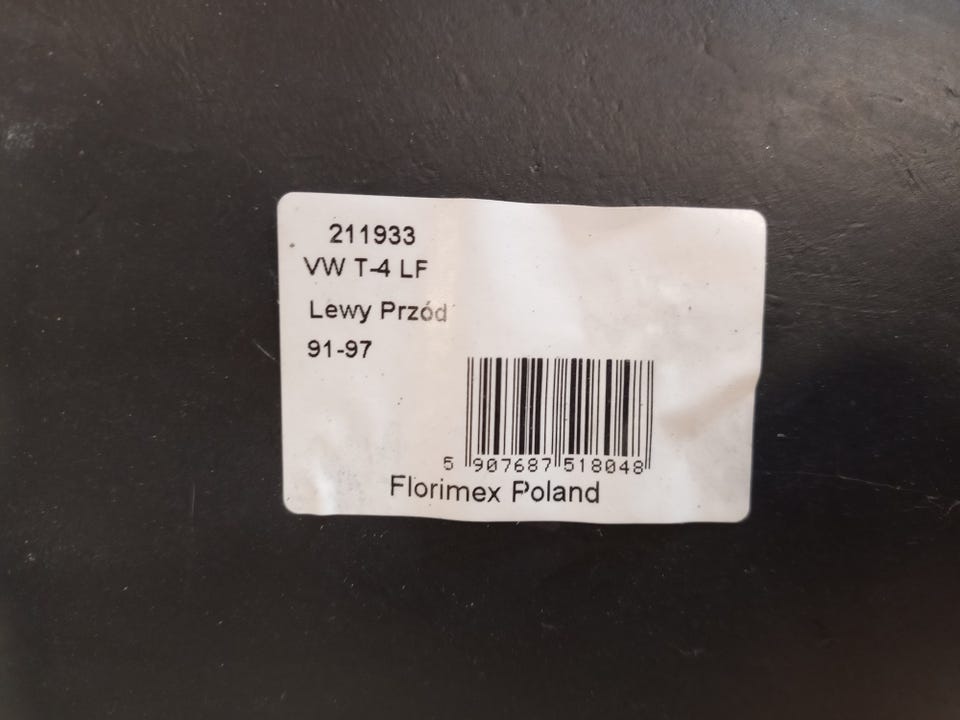 211933
VW T-4 LF
Lewy Przód
91-97
5 907687 518048
Florimex Poland